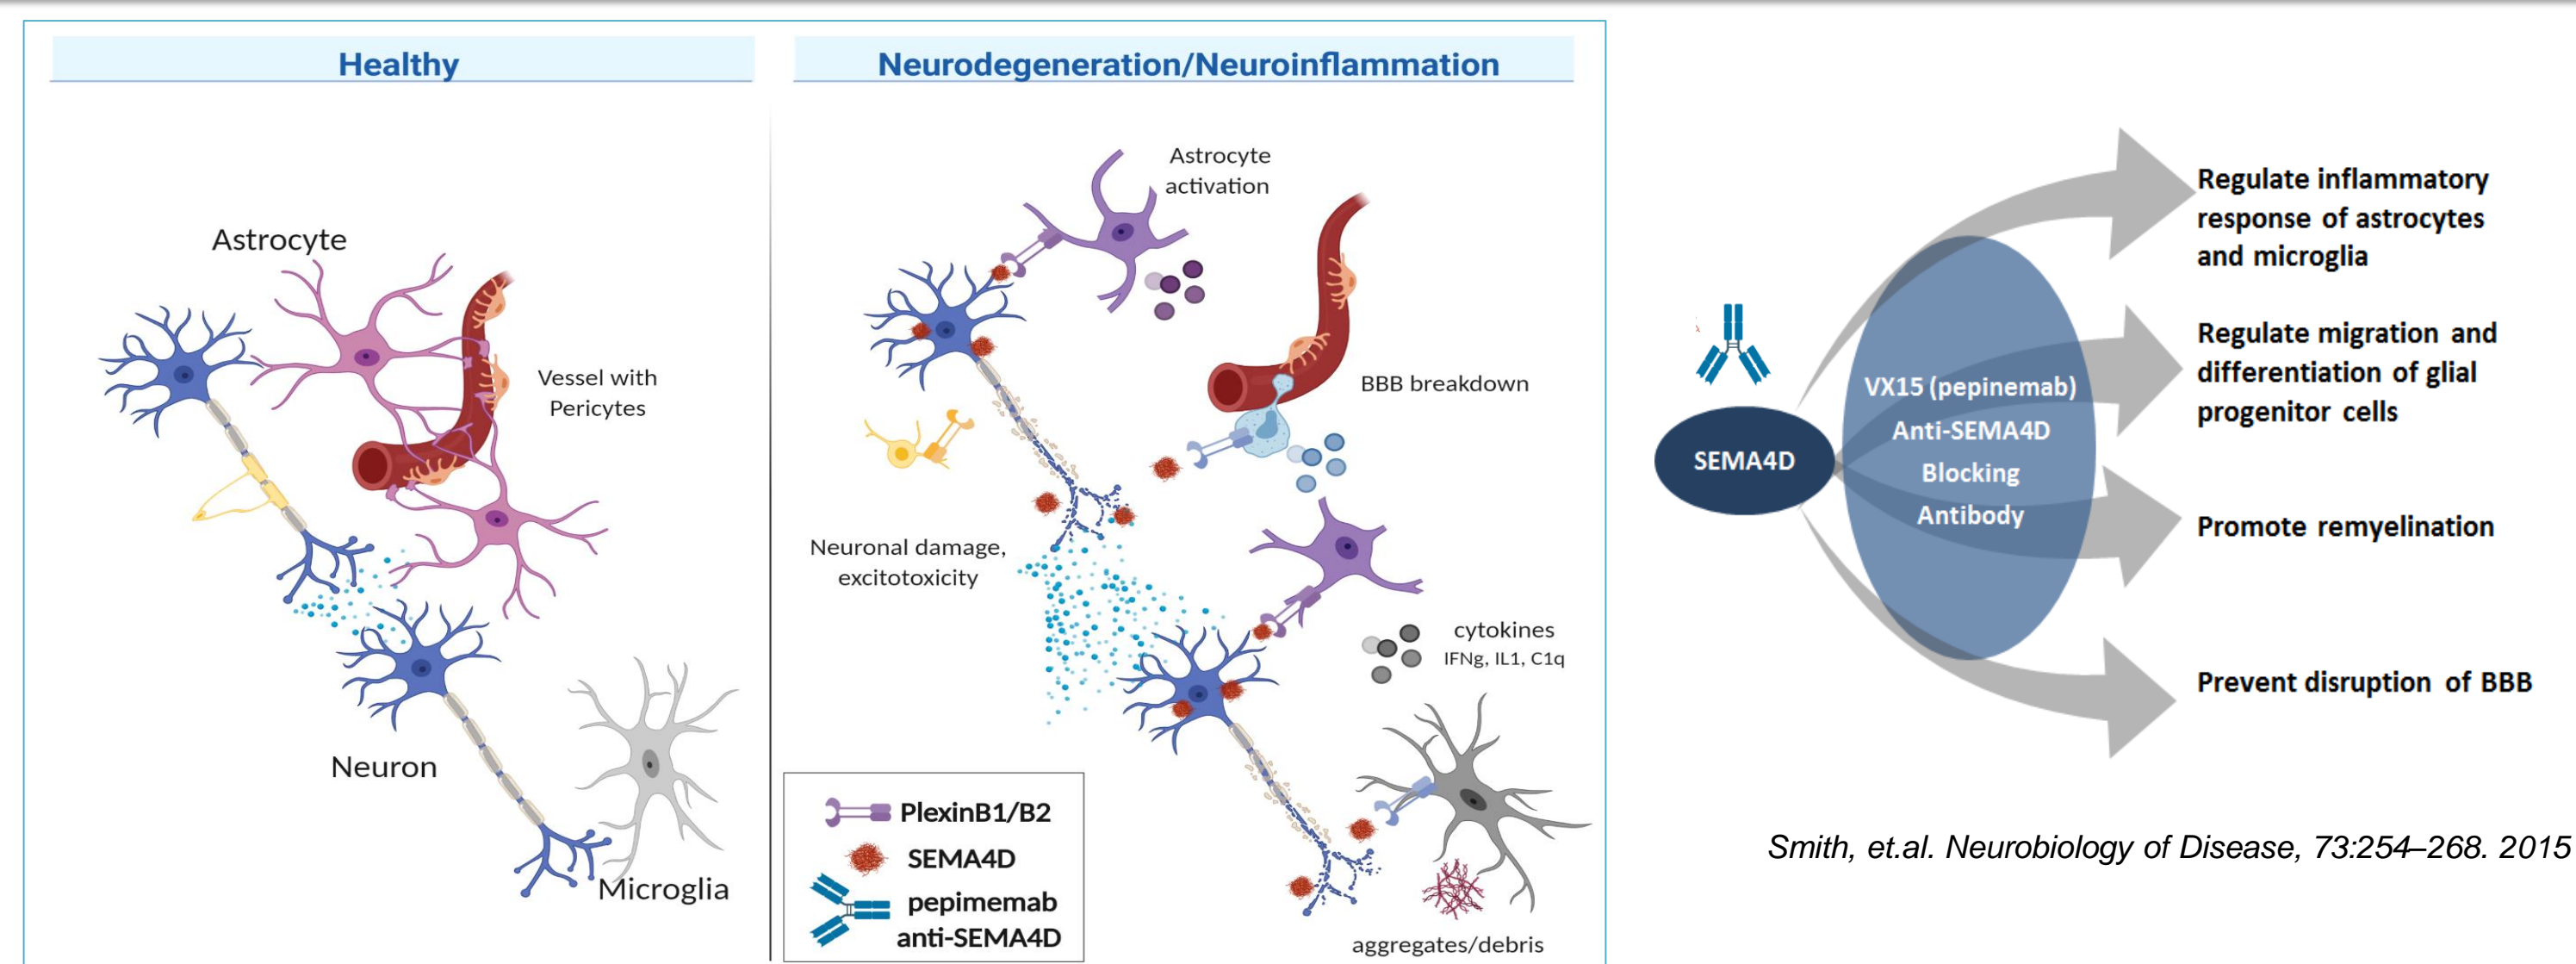 Healthy
Astrocyte
Vessel with
Pericytes
Neuron
Microglia
Neurodegeneration/Neuroinflammation
Astrocyte
activation
BBB breakdown
Neuronal damage,
excitotoxicity
cytokines
IFNg, IL1, C1q
aggregates/debris
PlexinB1/B2
SEMA4D
pepimemab
anti-SEMA4D
SEMA4D
VX15 (pepinemab)
Anti-SEMA4D
Blocking
Antibody
Regulate inflammatory
response of astrocytes
and microglia
Regulate migration and
differentiation of glial
progenitor cells
Promote remyelination
Prevent disruption of BBB
Smith, et.al. Neurobiology of Disease, 73:254–268. 2015